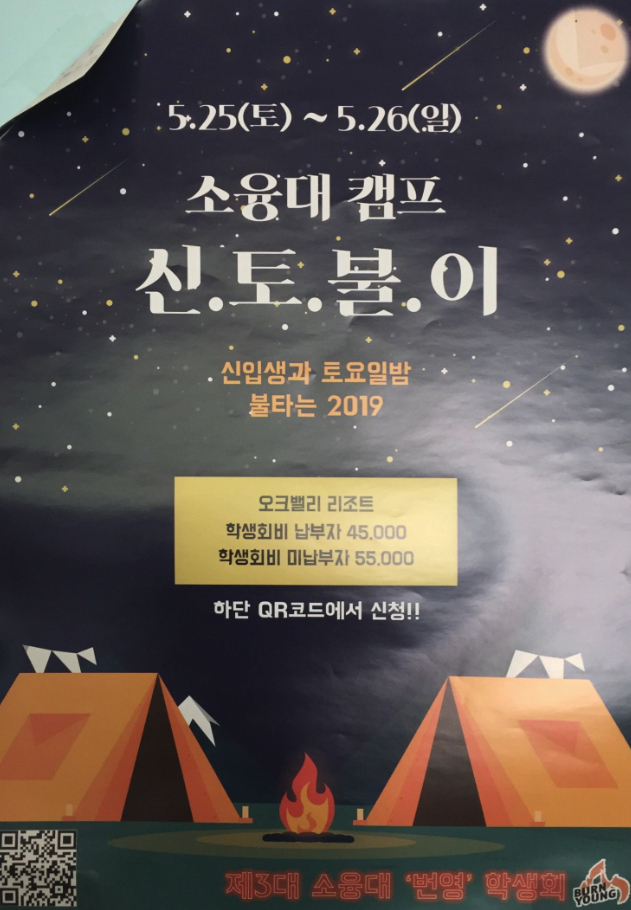 5.25(토) ~ 5.26(일)
소융대 캠프
신.토.불.이
신입생과 토요일밤
불타는 2019
오크밸리 리조트
학생회비 납부자 45,000
학생회비 미납부자 55,000
하단 QR코드에서 신청!!
제3대 소융대 '번영' 학생회
BURN
YOUNG